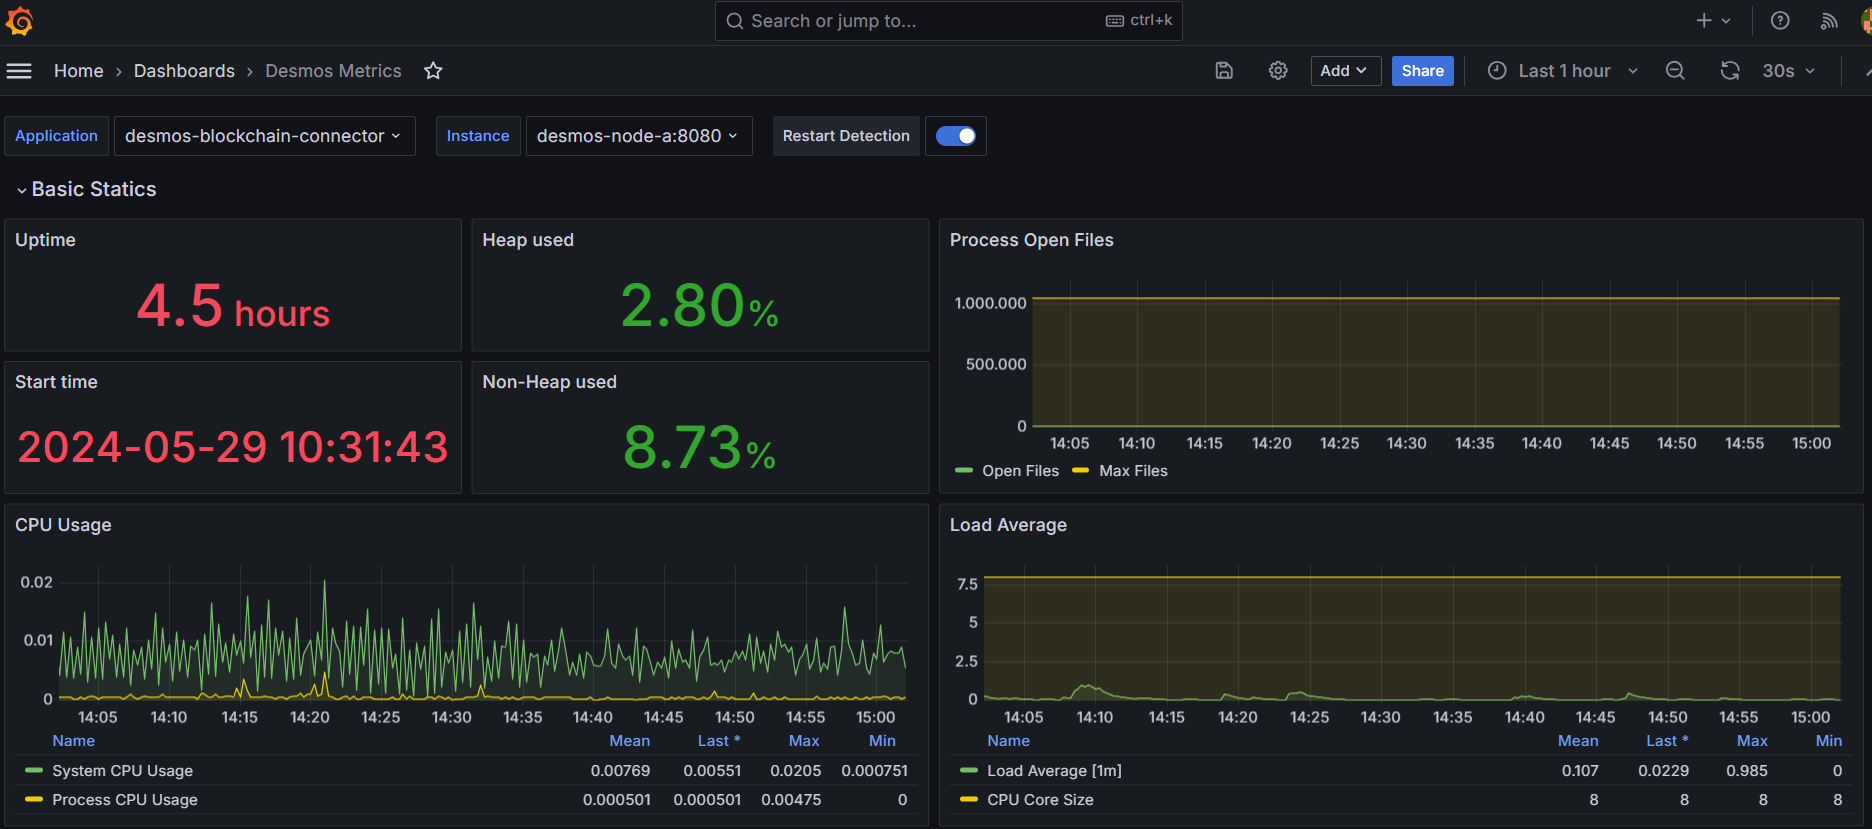 Search or jump to... ctrl+k
Home › Dashboards › Desmos Metrics Add Share Last 1 hour 30s
Application desmos-blockchain-connector Instance desmos-node-a:8080 Restart Detection
Basic Statics
Uptime
4.5 hours
Heap used
2.80%
Start time
2024-05-29 10:31:43
Non-Heap used
8.73%
Process Open Files
1.000.000
500.000
0
14:05 14:10 14:15 14:20 14:25 14:30 14:35 14:40 14:45 14:50 14:55 15:00
Open Files Max Files
CPU Usage
0.02
0.01
0
14:05 14:10 14:15 14:20 14:25 14:30 14:35 14:40 14:45 14:50 14:55 15:00
Name Mean Last * Max Min
System CPU Usage 0.00769 0.00551 0.0205 0.000751
Process CPU Usage 0.000501 0.000501 0.00475 0
Load Average
7.5
5
2.5
0
14:05 14:10 14:15 14:20 14:25 14:30 14:35 14:40 14:45 14:50 14:55 15:00
Name Mean Last * Max Min
Load Average [1m] 0.107 0.0229 0.985 0
CPU Core Size 8 8 8 8